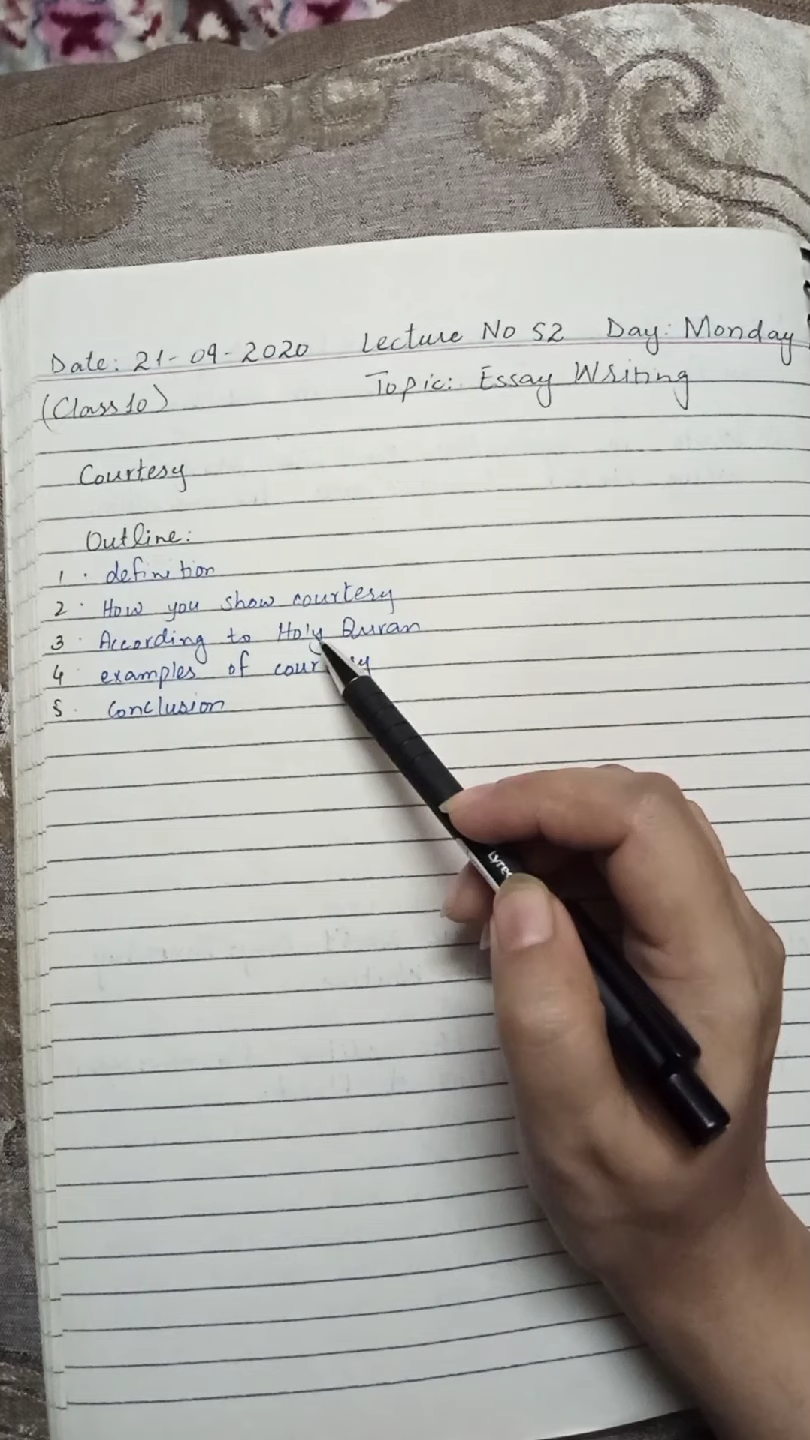 Date: 21-09-2020 Lecture No 52 Day: Monday
(Class 10) Topic: Essay Writing
Courtesy
Outline:
1. definition
2. How you show courtesy
3 According to Holy Quran
4 examples of courtesy
5. Conclusion